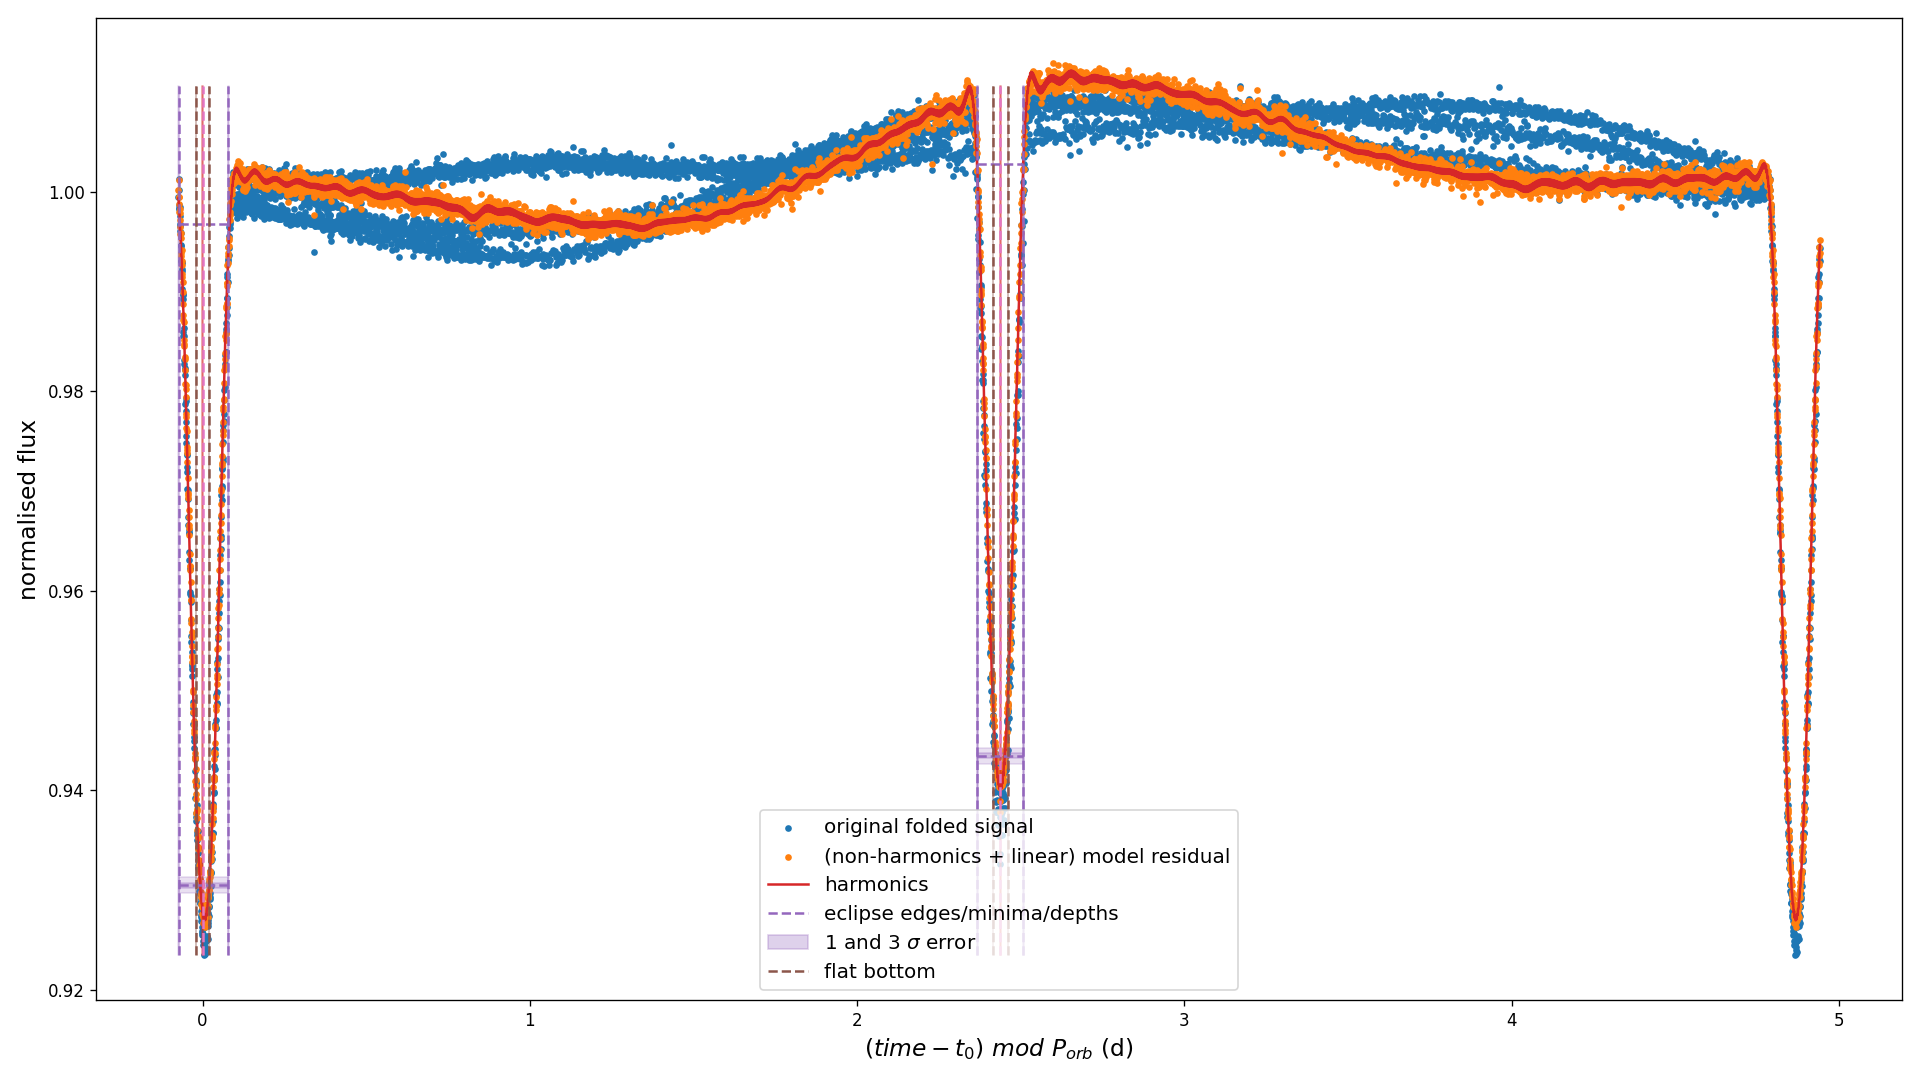 normalised flux
1.00
0.98
0.96
0.94
0.92
original folded signal
(non-harmonics + linear) model residual
harmonics
eclipse edges/minima/depths
1 and 3 σ error
flat bottom
0 1 2 3 4 5
(time − t₀) mod Pₒᵣb (d)